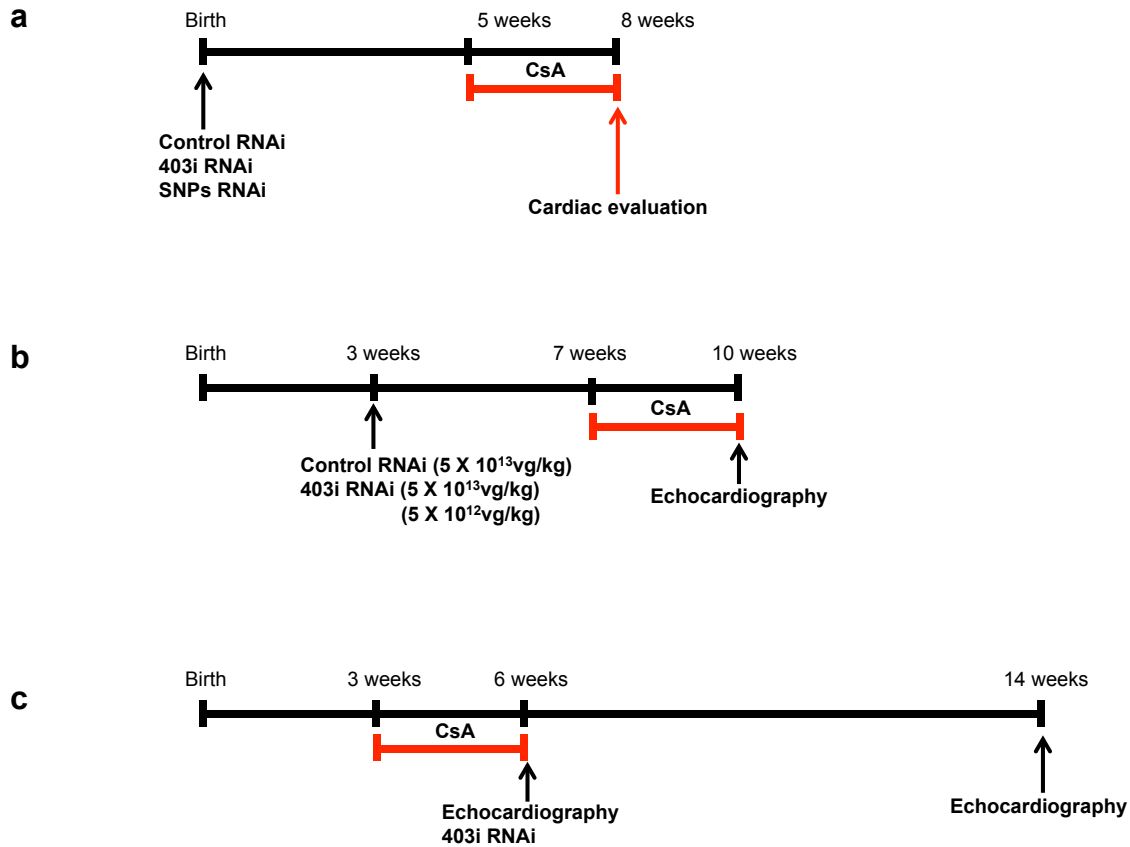 a
Birth
5 weeks
8 weeks
CsA
Control RNAi
403i RNAi
SNPs RNAi
Cardiac evaluation
b
Birth
3 weeks
7 weeks
10 weeks
CsA
Control RNAi (5 X 10¹³vg/kg)
403i RNAi (5 X 10¹³vg/kg)
(5 X 10¹²vg/kg)
Echocardiography
c
Birth
3 weeks
6 weeks
14 weeks
CsA
Echocardiography
403i RNAi
Echocardiography